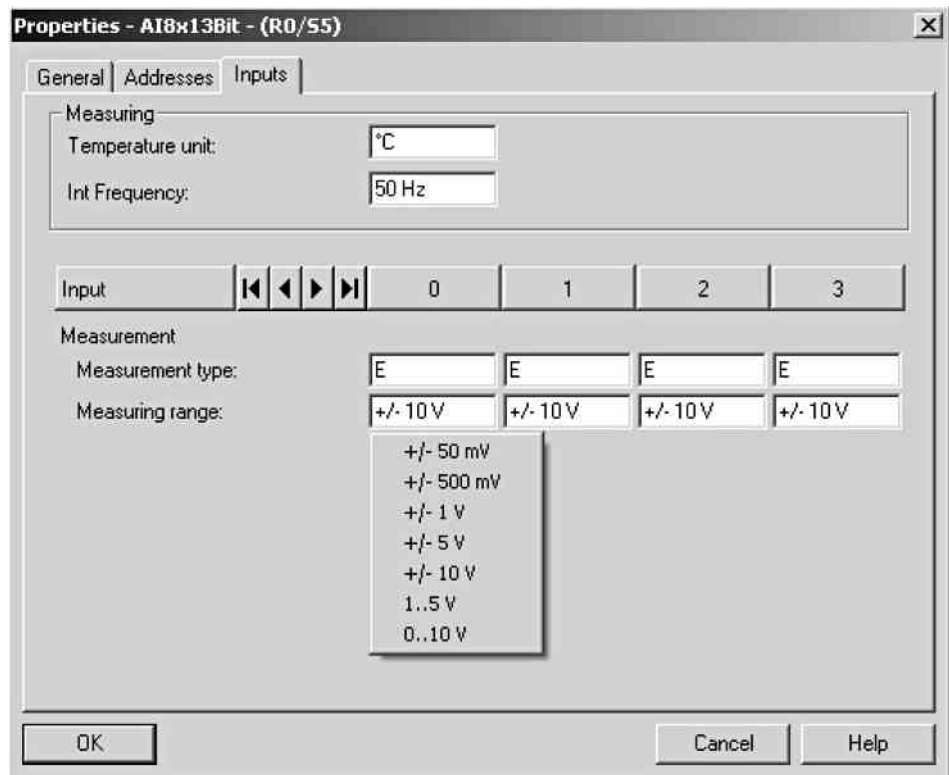 Properties - AI8x13Bit - (R0/S5)
General Addresses Inputs
Measuring
Temperature unit: °C
Int Frequency: 50 Hz
Input 0 1 2 3
Measurement
Measurement type: E E E E
Measuring range: +/- 10 V +/- 10 V +/- 10 V +/- 10 V
+/- 50 mV
+/- 500 mV
+/- 1 V
+/- 5 V
+/- 10 V
1..5 V
0..10 V
OK Cancel Help